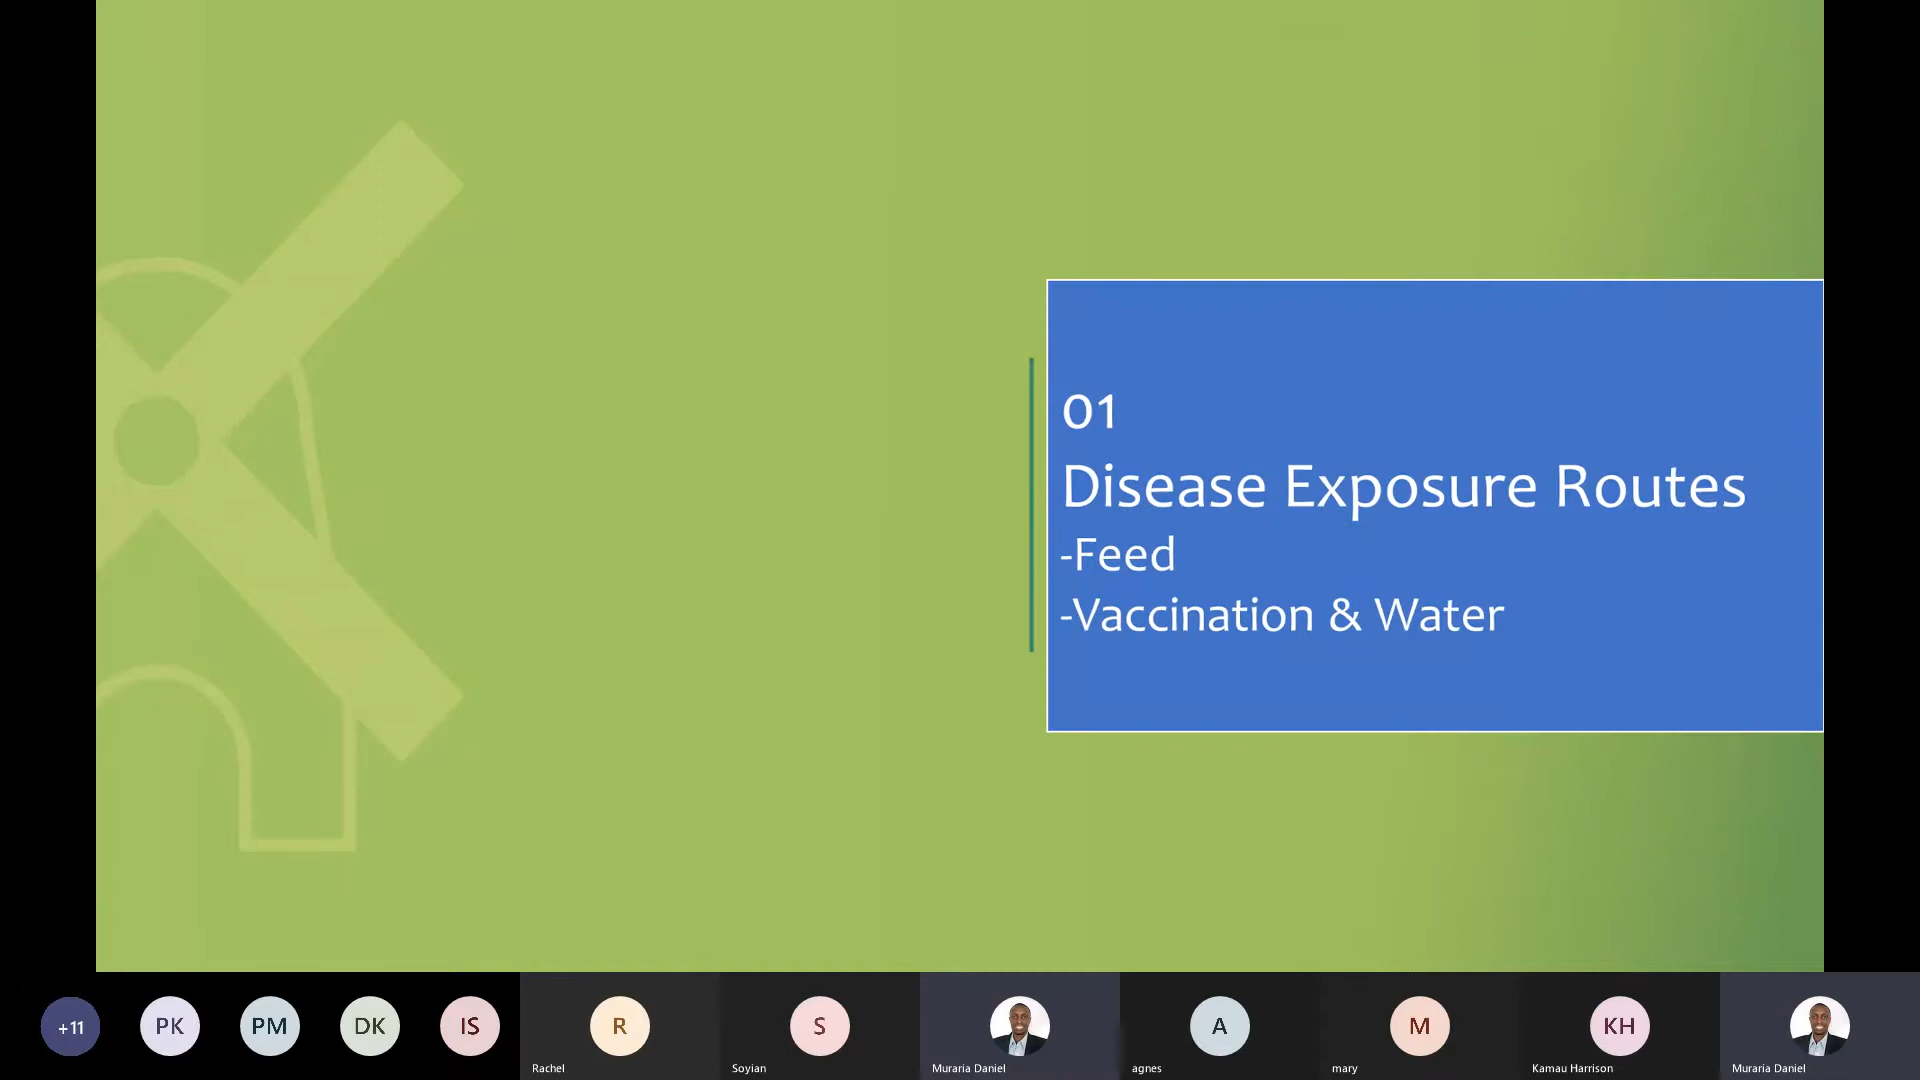 01
Disease Exposure Routes
-Feed
-Vaccination & Water
+11
PK
PM
DK
IS
R
Rachel
S
Soyian
Muraria Daniel
A
agnes
M
mary
KH
Kamau Harrison
Muraria Daniel